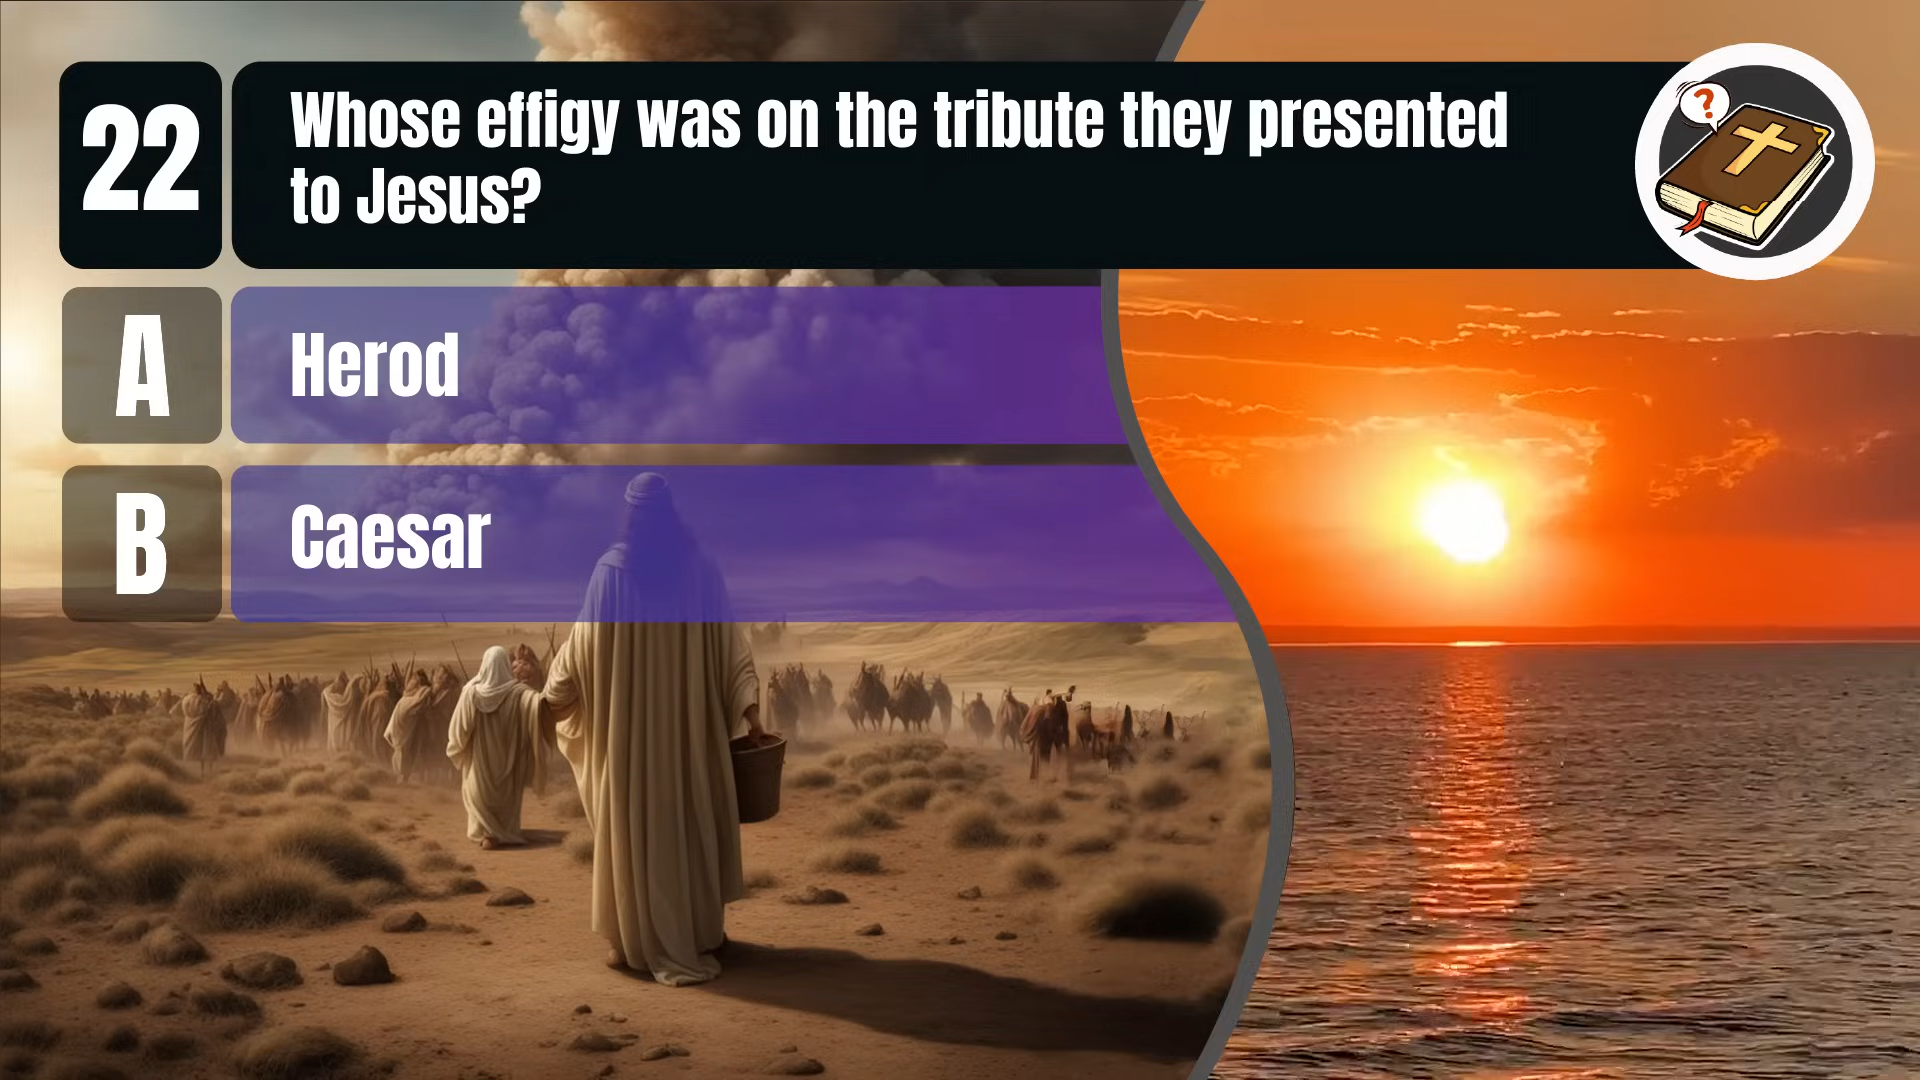 22
Whose effigy was on the tribute they presented
to Jesus?
?
A
Herod
B
Caesar